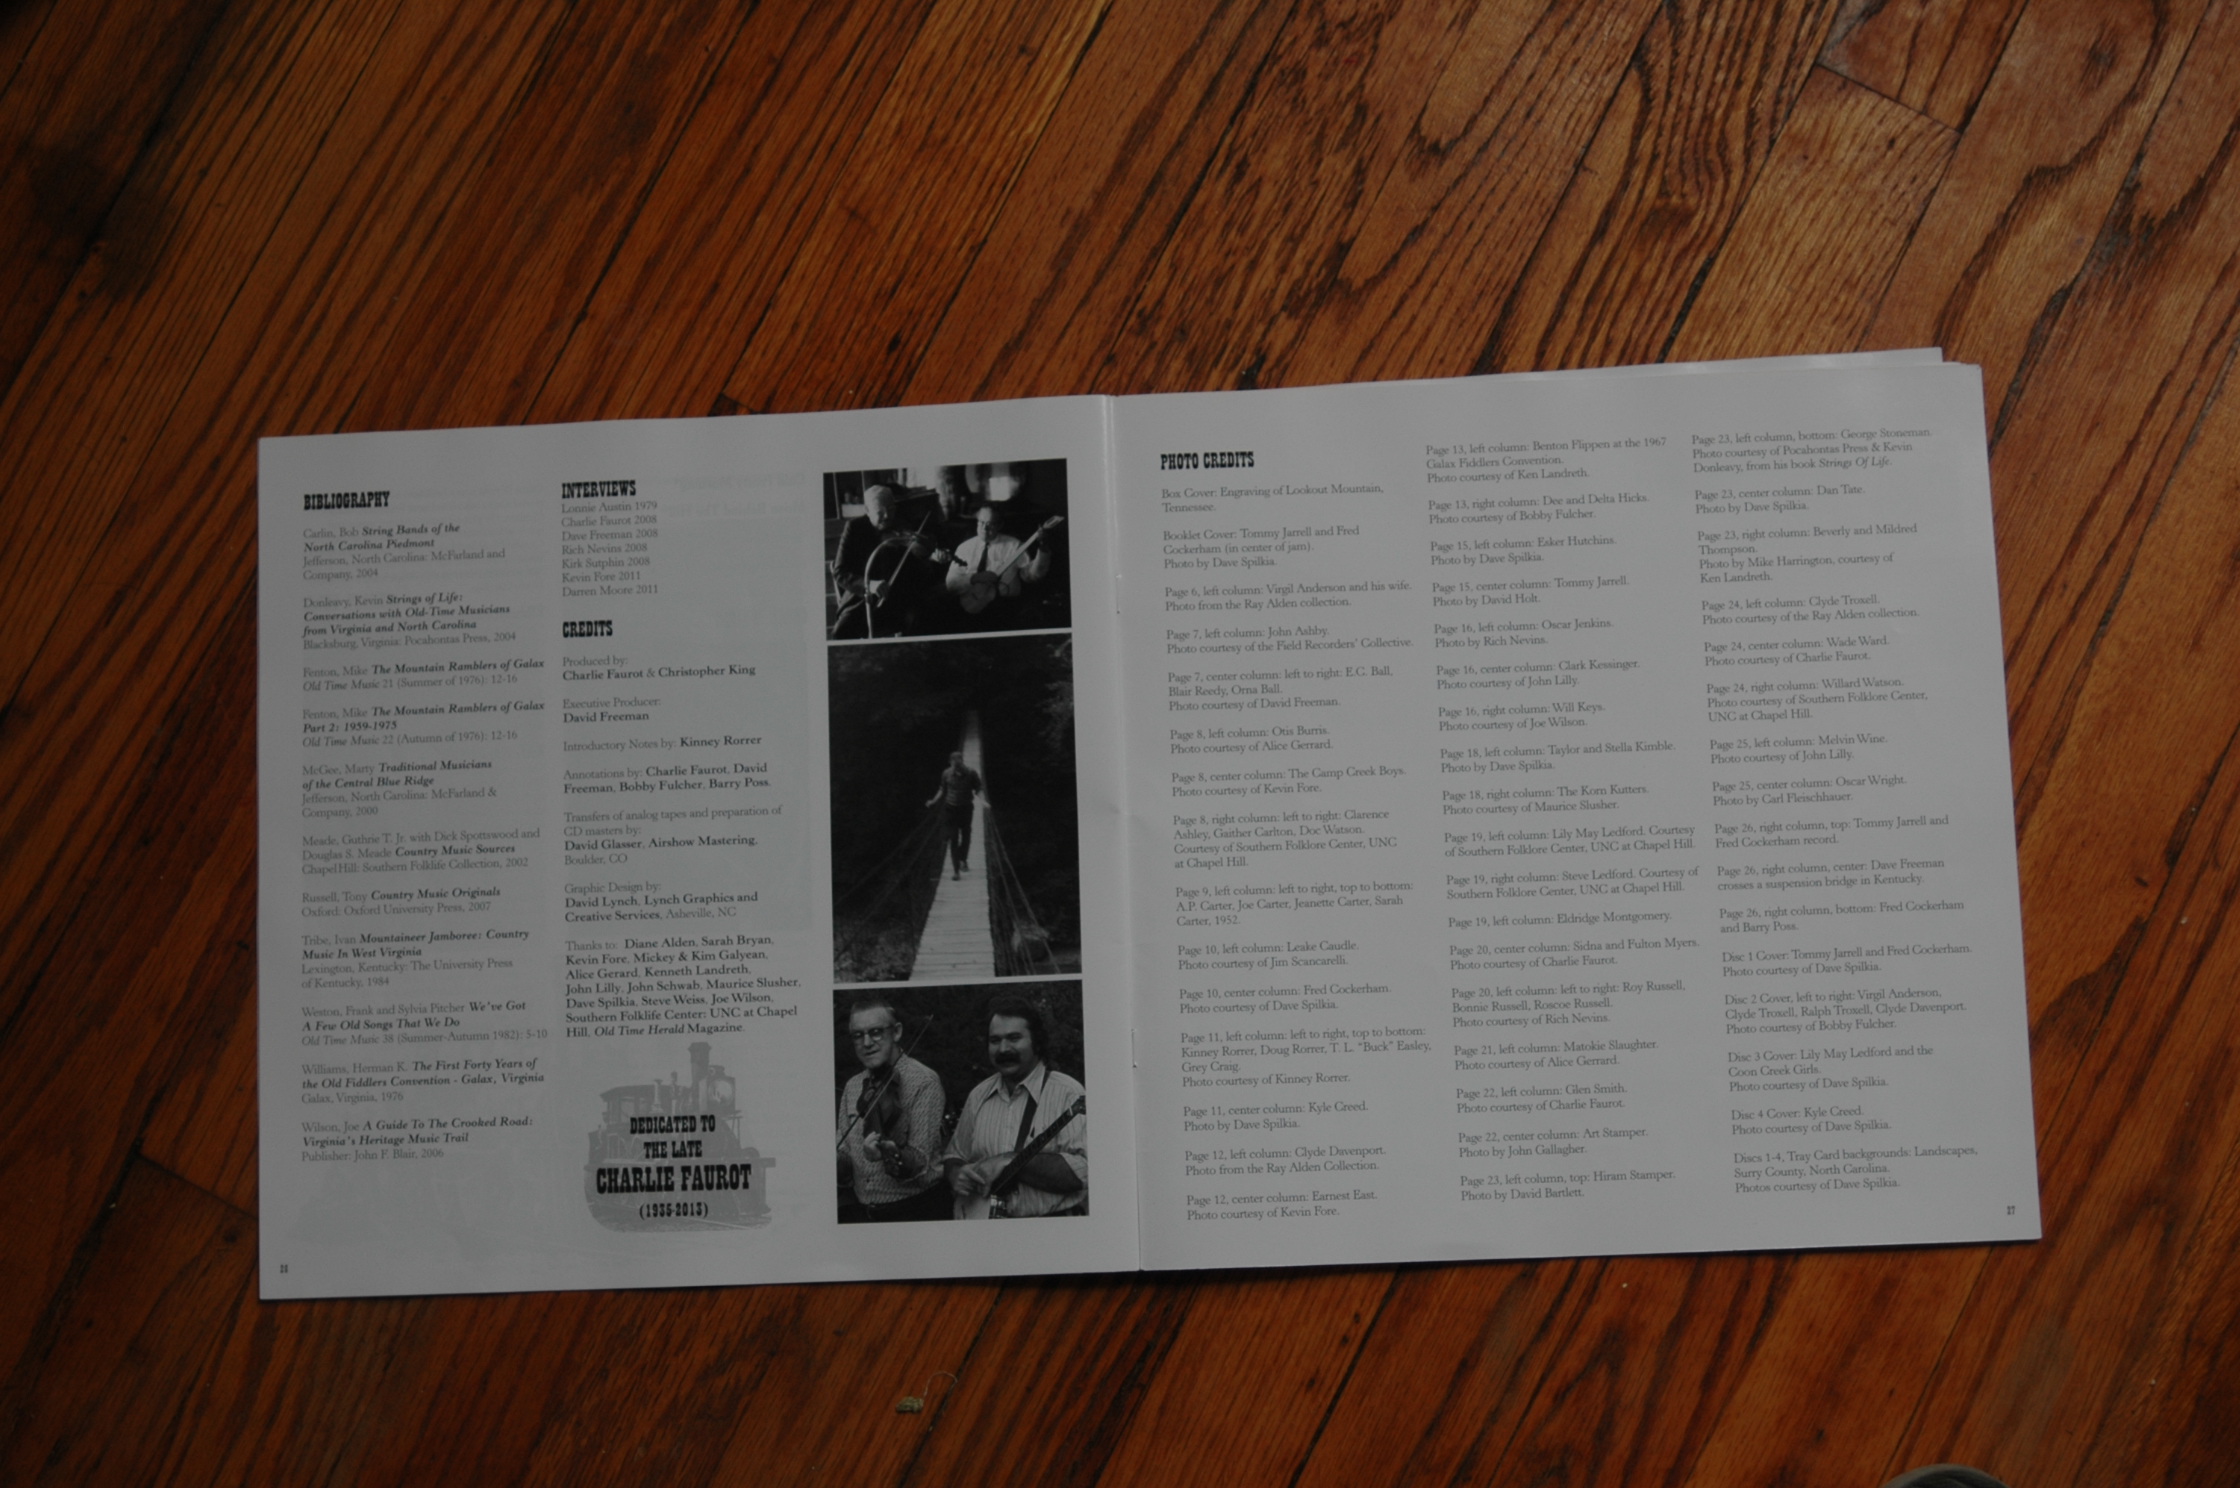 BIBLIOGRAPHY
Carlin, Bob String Bands of the
North Carolina Piedmont
Jefferson, North Carolina: McFarland and
Company, 2004
Donleavy, Kevin Strings of Life:
Conversations with Old-Time Musicians
from Virginia and North Carolina
Blacksburg, Virginia: Pocahontas Press, 2004
Fenton, Mike The Mountain Ramblers of Galax
Old Time Music 21 (Summer of 1976): 12-16
Fenton, Mike The Mountain Ramblers of Galax
Part 2: 1959-1975
Old Time Music 22 (Autumn of 1976): 12-16
McGee, Marty Traditional Musicians
of the Central Blue Ridge
Jefferson, North Carolina: McFarland &
Company, 2000
Meade, Guthrie T. Jr. with Dick Spottswood and
Douglas S. Meade Country Music Sources
Chapel Hill: Southern Folklife Collection, 2002
Russell, Tony Country Music Originals
Oxford: Oxford University Press, 2007
Tribe, Ivan Mountaineer Jamboree: Country
Music In West Virginia
Lexington, Kentucky: The University Press
of Kentucky, 1984
Weston, Frank and Sylvia Pitcher We've Got
A Few Old Songs That We Do
Old Time Music 38 (Summer-Autumn 1982): 5-10
Williams, Herman K. The First Forty Years of
the Old Fiddlers Convention - Galax, Virginia
Galax, Virginia, 1976
Wilson, Joe A Guide To The Crooked Road:
Virginia's Heritage Music Trail
Publisher: John F. Blair, 2006
INTERVIEWS
Lonnie Austin 1979
Charlie Faurot 2008
Dave Freeman 2008
Rich Nevins 2008
Kirk Sutphin 2008
Kevin Fore 2011
Darren Moore 2011
CREDITS
Produced by:
Charlie Faurot & Christopher King
Executive Producer:
David Freeman
Introductory Notes by: Kinney Rorrer
Annotations by: Charlie Faurot, David
Freeman, Bobby Fulcher, Barry Poss.
Transfers of analog tapes and preparation of
CD masters by:
David Glasser, Airshow Mastering,
Boulder, CO
Graphic Design by:
David Lynch, Lynch Graphics and
Creative Services, Asheville, NC
Thanks to: Diane Alden, Sarah Bryan,
Kevin Fore, Mickey & Kim Galyean,
Alice Gerard, Kenneth Landreth,
John Lilly, John Schwab, Maurice Slusher,
Dave Spilkia, Steve Weiss, Joe Wilson,
Southern Folklife Center: UNC at Chapel
Hill, Old Time Herald Magazine
DEDICATED TO
THE LATE
CHARLIE FAUROT
(1935-2013)
PHOTO CREDITS
Box Cover: Engraving of Lookout Mountain,
Tennessee.
Booklet Cover: Tommy Jarrell and Fred
Cockerham (in center of jam).
Photo by Dave Spilkia.
Page 6, left column: Virgil Anderson and his wife.
Photo from the Ray Alden collection.
Page 7, left column: John Ashby.
Photo courtesy of the Field Recorders' Collective.
Page 7, center column: left to right: E.C. Ball,
Blair Reedy, Orna Ball.
Photo courtesy of David Freeman.
Page 8, left column: Otis Burris.
Photo courtesy of Alice Gerrard.
Page 8, center column: The Camp Creek Boys.
Photo courtesy of Kevin Fore.
Page 8, right column: left to right: Clarence
Ashley, Gaither Carlton, Doc Watson.
Courtesy of Southern Folklore Center, UNC
at Chapel Hill.
Page 9, left column: left to right, top to bottom:
A.P. Carter, Joe Carter, Jeanette Carter, Sarah
Carter, 1952.
Page 10, left column: Leake Caudle.
Photo courtesy of Jim Scancarelli.
Page 10, center column: Fred Cockerham.
Photo courtesy of Dave Spilkia.
Page 11, left column: left to right, top to bottom:
Kinney Rorrer, Doug Rorrer, T. L. "Buck" Easley,
Grey Craig.
Photo courtesy of Kinney Rorrer.
Page 11, center column: Kyle Creed.
Photo by Dave Spilkia.
Page 12, left column: Clyde Davenport.
Photo from the Ray Alden Collection.
Page 12, center column: Earnest East.
Photo courtesy of Kevin Fore.
Page 13, left column: Benton Flippen at the 1967
Galax Fiddlers Convention.
Photo courtesy of Ken Landreth.
Page 13, right column: Dee and Delta Hicks.
Photo courtesy of Bobby Fulcher.
Page 15, left column: Esker Hutchins.
Photo by Dave Spilkia.
Page 15, center column: Tommy Jarrell.
Photo by David Holt.
Page 16, left column: Oscar Jenkins.
Photo by Rich Nevins.
Page 16, center column: Clark Kessinger.
Photo courtesy of John Lilly.
Page 16, right column: Will Keys.
Photo courtesy of Joe Wilson.
Page 18, left column: Taylor and Stella Kimble.
Photo by Dave Spilkia.
Page 18, right column: The Korn Kutters.
Photo courtesy of Maurice Slusher.
Page 19, left column: Lily May Ledford. Courtesy
of Southern Folklore Center, UNC at Chapel Hill.
Page 19, right column: Steve Ledford. Courtesy of
Southern Folklore Center, UNC at Chapel Hill.
Page 19, left column: Eldridge Montgomery.
Page 20, center column: Sidna and Fulton Myers.
Photo courtesy of Charlie Faurot.
Page 20, left column: left to right: Roy Russell,
Bonnie Russell, Roscoe Russell.
Photo courtesy of Rich Nevins.
Page 21, left column: Matokie Slaughter.
Photo courtesy of Alice Gerrard.
Page 22, left column: Glen Smith.
Photo courtesy of Charlie Faurot.
Page 22, center column: Art Stamper.
Photo by John Gallagher.
Page 23, left column, top: Hiram Stamper.
Photo by David Bartlett.
Page 23, left column, bottom: George Stoneman.
Photo courtesy of Pocahontas Press & Kevin
Donleavy, from his book Strings Of Life.
Page 23, center column: Dan Tate.
Photo by Dave Spilkia.
Page 23, right column: Beverly and Mildred
Thompson.
Photo by Mike Harrington, courtesy of
Ken Landreth.
Page 24, left column: Clyde Troxell.
Photo courtesy of the Ray Alden collection.
Page 24, center column: Wade Ward.
Photo courtesy of Charlie Faurot.
Page 24, right column: Willard Watson.
Photo courtesy of Southern Folklore Center,
UNC at Chapel Hill.
Page 25, left column: Melvin Wine.
Photo courtesy of John Lilly.
Page 25, center column: Oscar Wright.
Photo by Carl Fleischhauer.
Page 26, right column, top: Tommy Jarrell and
Fred Cockerham record.
Page 26, right column, center: Dave Freeman
crosses a suspension bridge in Kentucky.
Page 26, right column, bottom: Fred Cockerham
and Barry Poss.
Disc 1 Cover: Tommy Jarrell and Fred Cockerham.
Photo courtesy of Dave Spilkia.
Disc 2 Cover, left to right: Virgil Anderson,
Clyde Troxell, Ralph Troxell, Clyde Davenport.
Photo courtesy of Bobby Fulcher.
Disc 3 Cover: Lily May Ledford and the
Coon Creek Girls.
Photo courtesy of Dave Spilkia.
Disc 4 Cover: Kyle Creed.
Photo courtesy of Dave Spilkia.
Discs 1-4, Tray Card backgrounds: Landscapes,
Surry County, North Carolina.
Photos courtesy of Dave Spilkia.
27